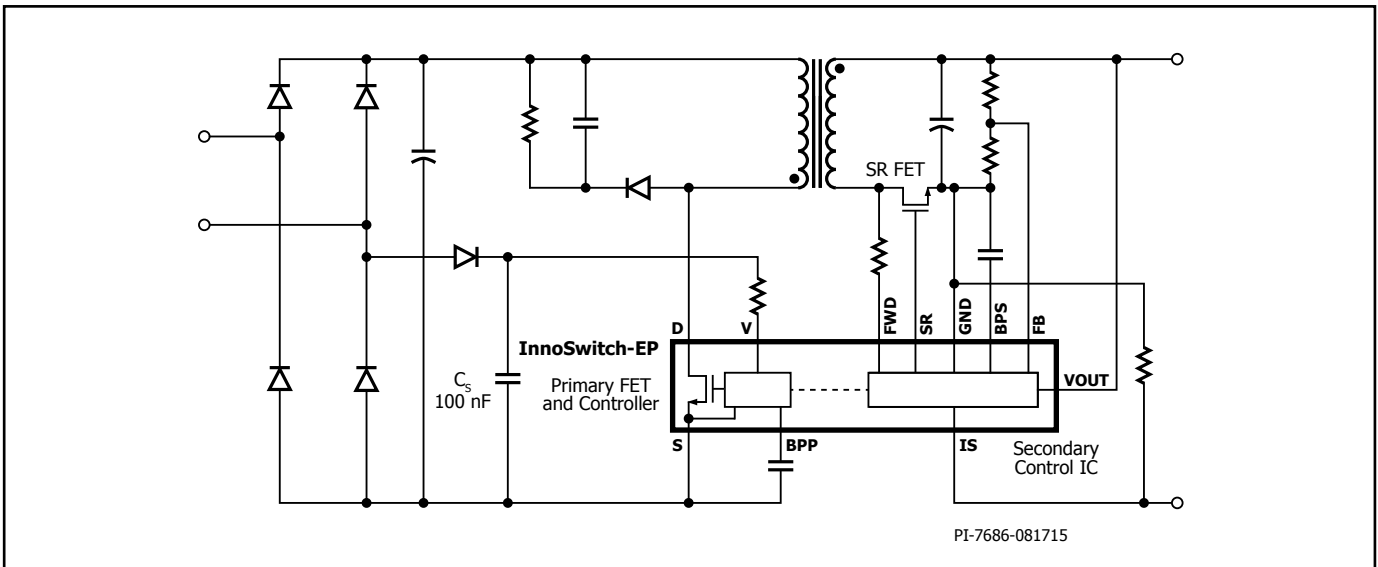 SR FET
FWD
SR
GND
BPS
FB
D
V
InnoSwitch-EP
Primary FET
and Controller
VOUT
CS
100 nF
S
BPP
IS
Secondary
Control IC
PI-7686-081715